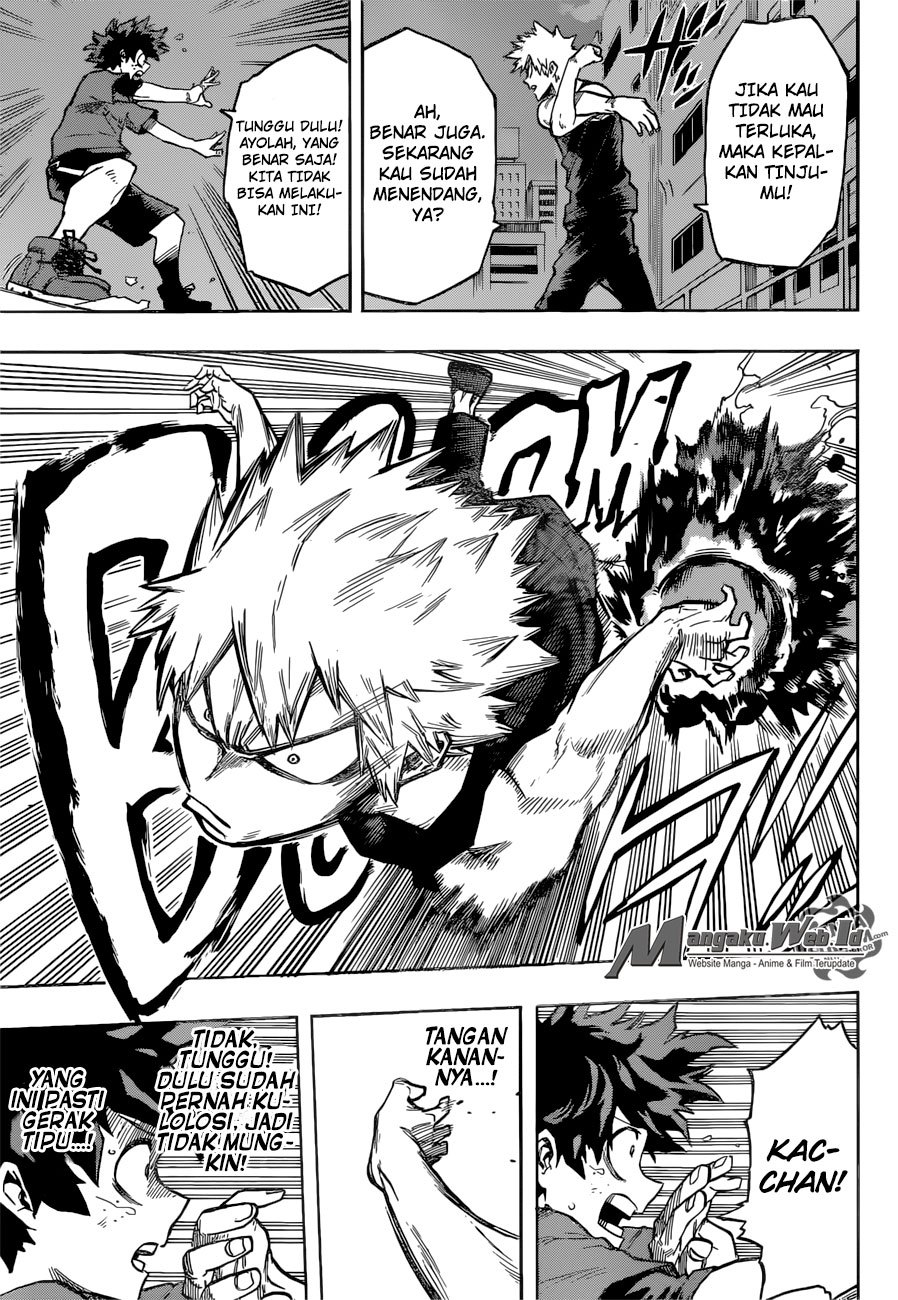 JIKA KAU
TIDAK MAU
TERLUKA,
MAKA KEPAL-
KAN TINJU-
MU!
AH,
BENAR JUGA.
SEKARANG
KAU SUDAH
MENENDANG,
YA?
TUNGGU DULU!
AYOLAH, YANG
BENAR SAJA!
KITA TIDAK
BISA MELAKU-
KAN INI!
BOOOM
Mangaku.Web.Id
Website Manga - Anime & Film Terupdate
KAC-
CHAN!
TANGAN
KANAN-
NYA...!
TIDAK,
TUNGGU!
DULU SUDAH
PERNAH KU-
LOLOSI, JADI
TIDAK MUNG-
KIN!
YANG
INI PASTI
GERAK
TIPU...!